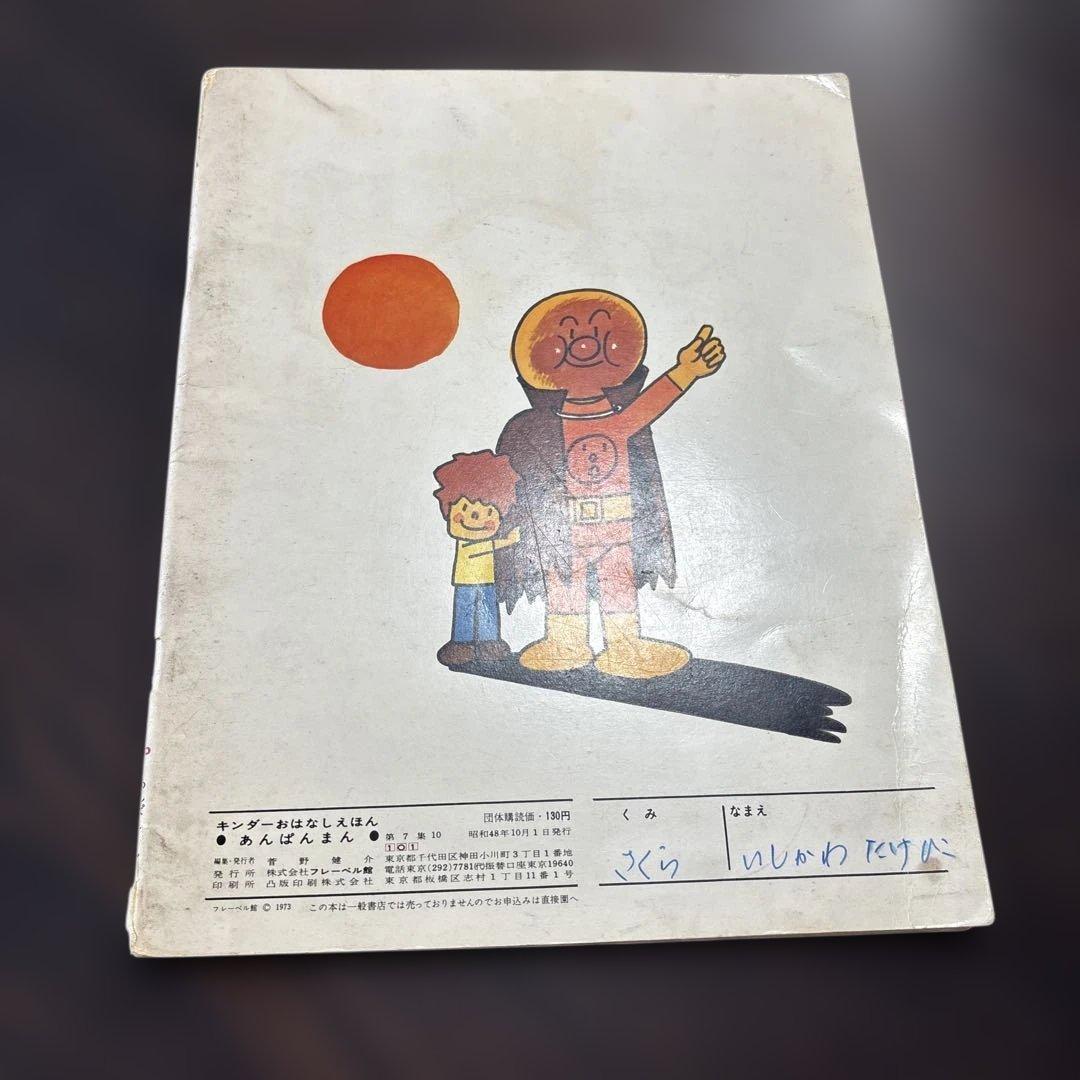 キンダーおはなしえほん
● あんぱんまん ●
第7集10
101
団体購読価・130円
昭和48年10月1日発行
編集・発行者 菅野健介 東京都千代田区神田小川町3丁目1番地
発行所 株式会社フレーベル館 電話東京(292)7781(代)振替口座東京19640
印刷所 凸版印刷株式会社 東京都板橋区志村1丁目11番1号
フレーベル館 © 1973 この本は一般書店では売っておりませんのでお申込みは直接園へ
くみ
さくら
なまえ
いしかわ たけひこ